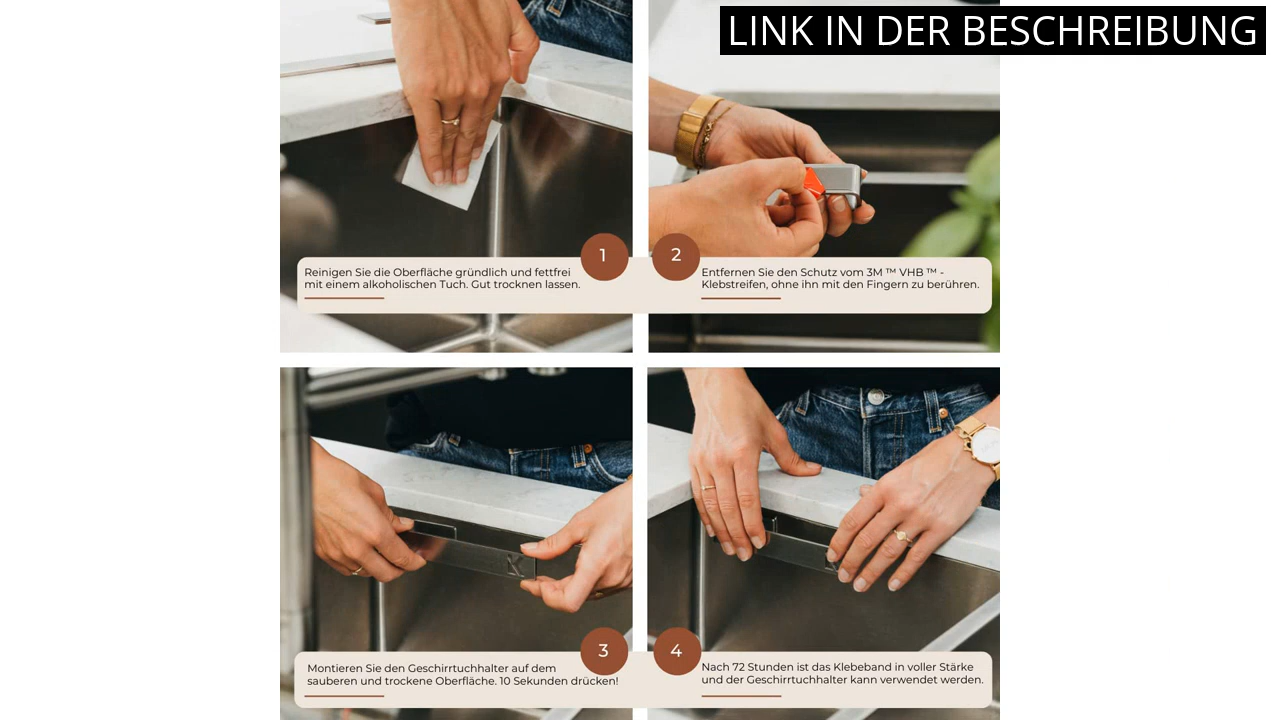 LINK IN DER BESCHREIBUNG
1
2
Reinigen Sie die Oberfläche gründlich und fettfrei
mit einem alkoholischen Tuch. Gut trocknen lassen.
Entfernen Sie den Schutz vom 3M ™ VHB ™ -
Klebstreifen, ohne ihn mit den Fingern zu berühren.
K
K
3
4
Montieren Sie den Geschirrtuchhalter auf dem
sauberen und trockene Oberfläche. 10 Sekunden drücken!
Nach 72 Stunden ist das Klebeband in voller Stärke
und der Geschirrtuchhalter kann verwendet werden.